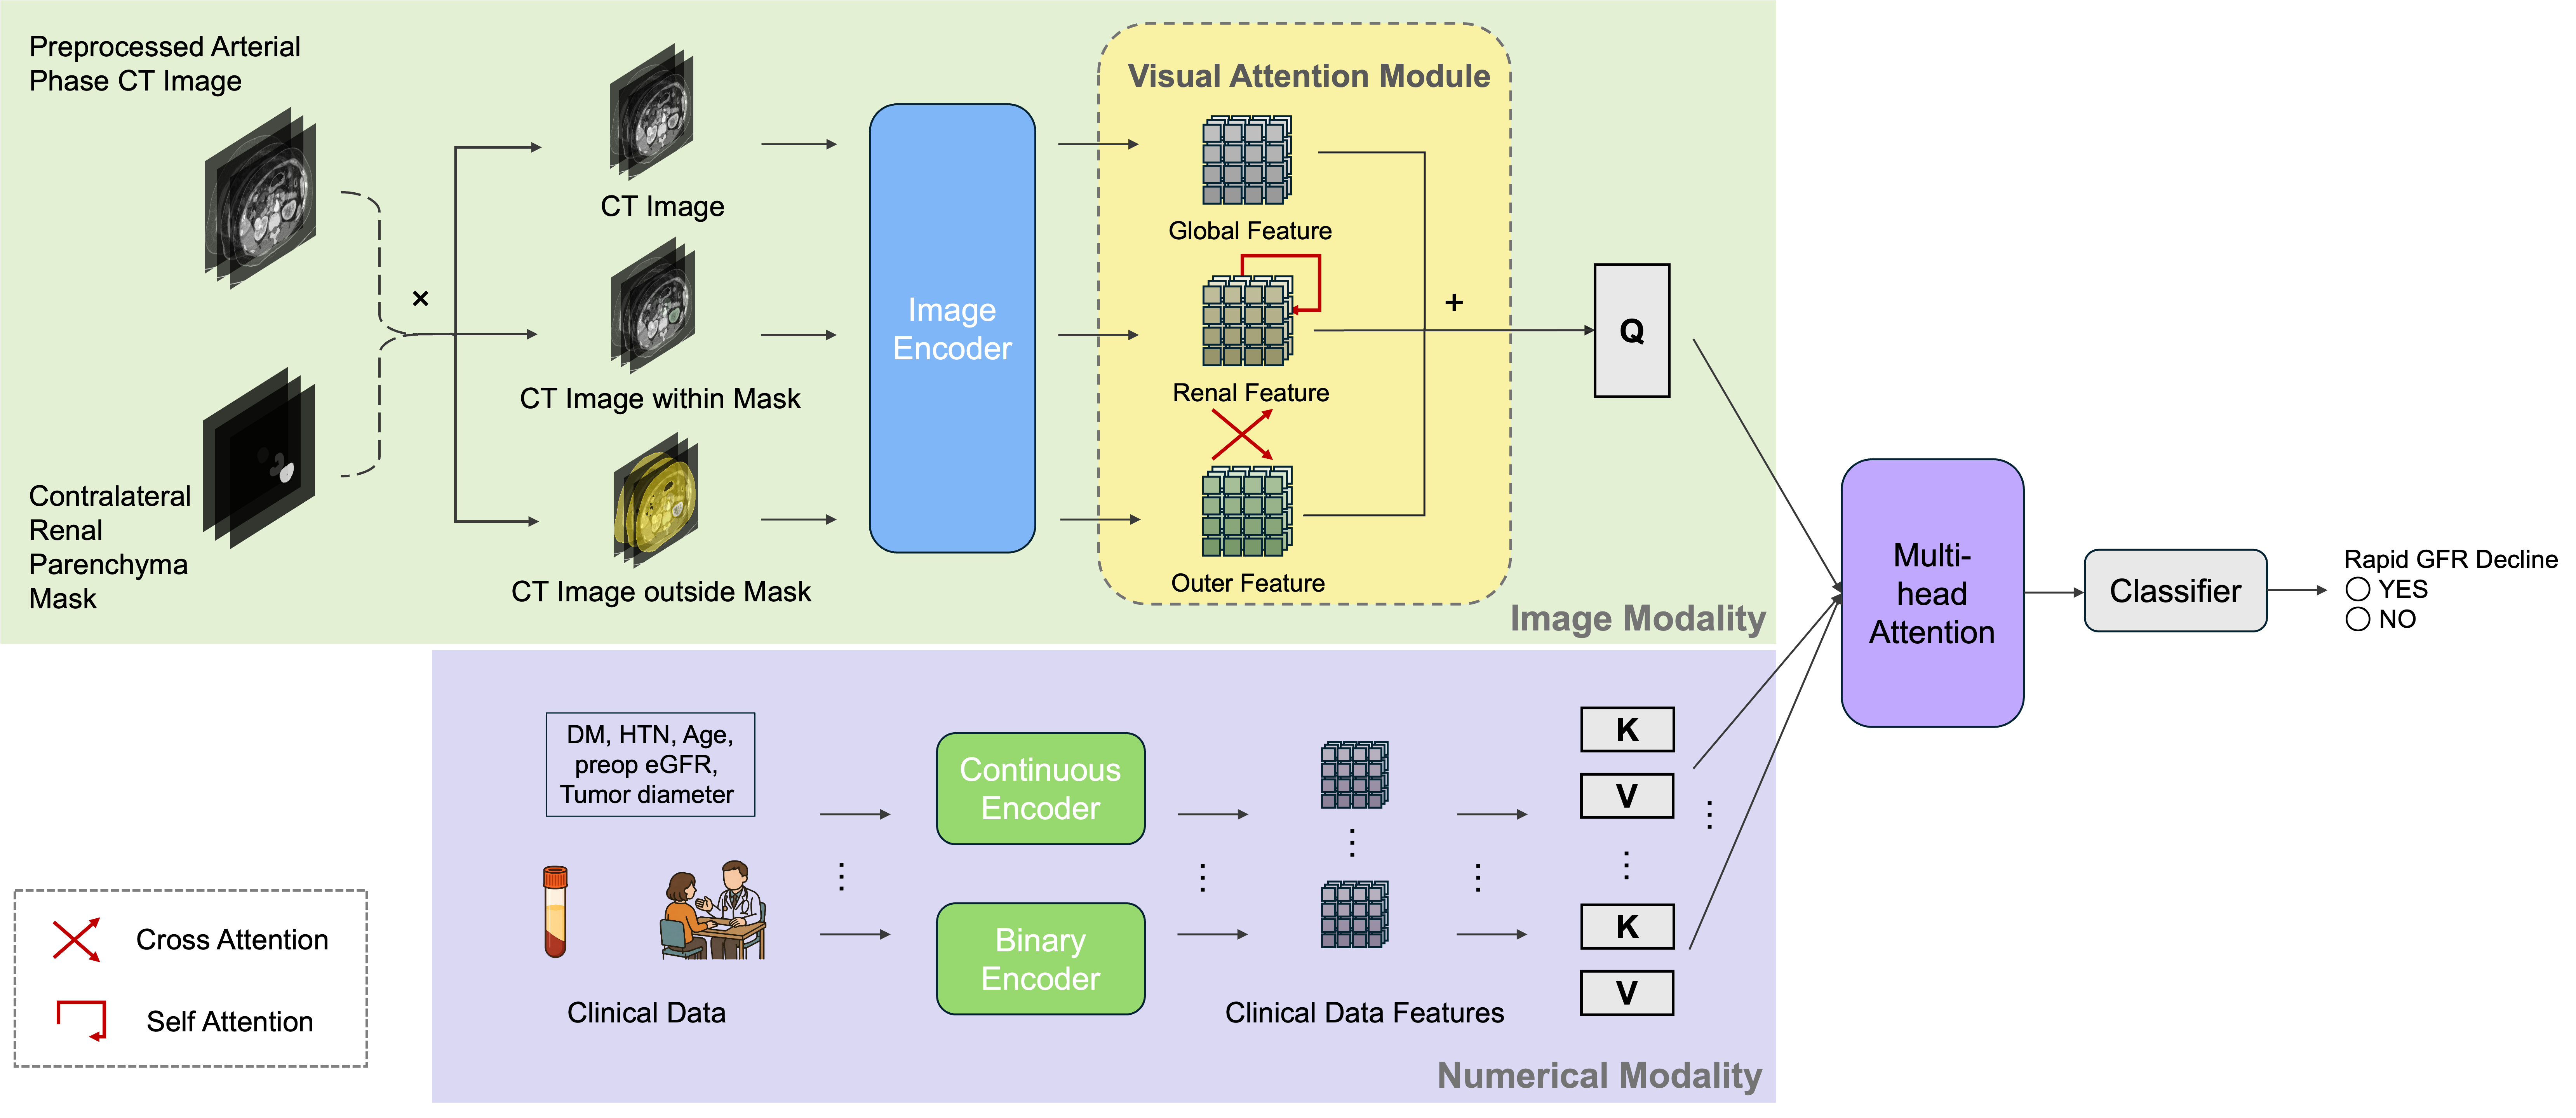 Preprocessed Arterial
Phase CT Image
×
Contralateral
Renal
Parenchyma
Mask
CT Image
CT Image within Mask
CT Image outside Mask
Image
Encoder
Visual Attention Module
Global Feature
Renal Feature
Outer Feature
+
Q
Image Modality
DM, HTN, Age,
preop eGFR,
Tumor diameter
Clinical Data
Continuous
Encoder
Binary
Encoder
Clinical Data Features
K
V
K
V
Numerical Modality
Multi-
head
Attention
Classifier
Rapid GFR Decline
YES
NO
Cross Attention
Self Attention